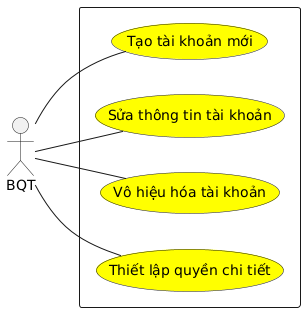 Tạo tài khoản mới
Sửa thông tin tài khoản
BQT
Vô hiệu hóa tài khoản
Thiết lập quyền chi tiết